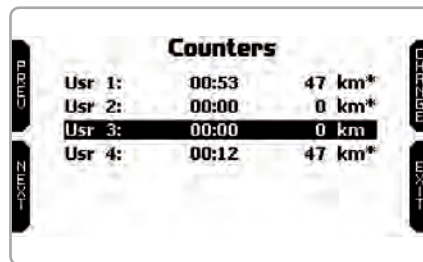 Counters
PREV
CHANGE
Usr 1: 00:53 47 km*
Usr 2: 00:00 0 km*
Usr 3: 00:00 0 km
Usr 4: 00:12 47 km*
NEXT
EXIT